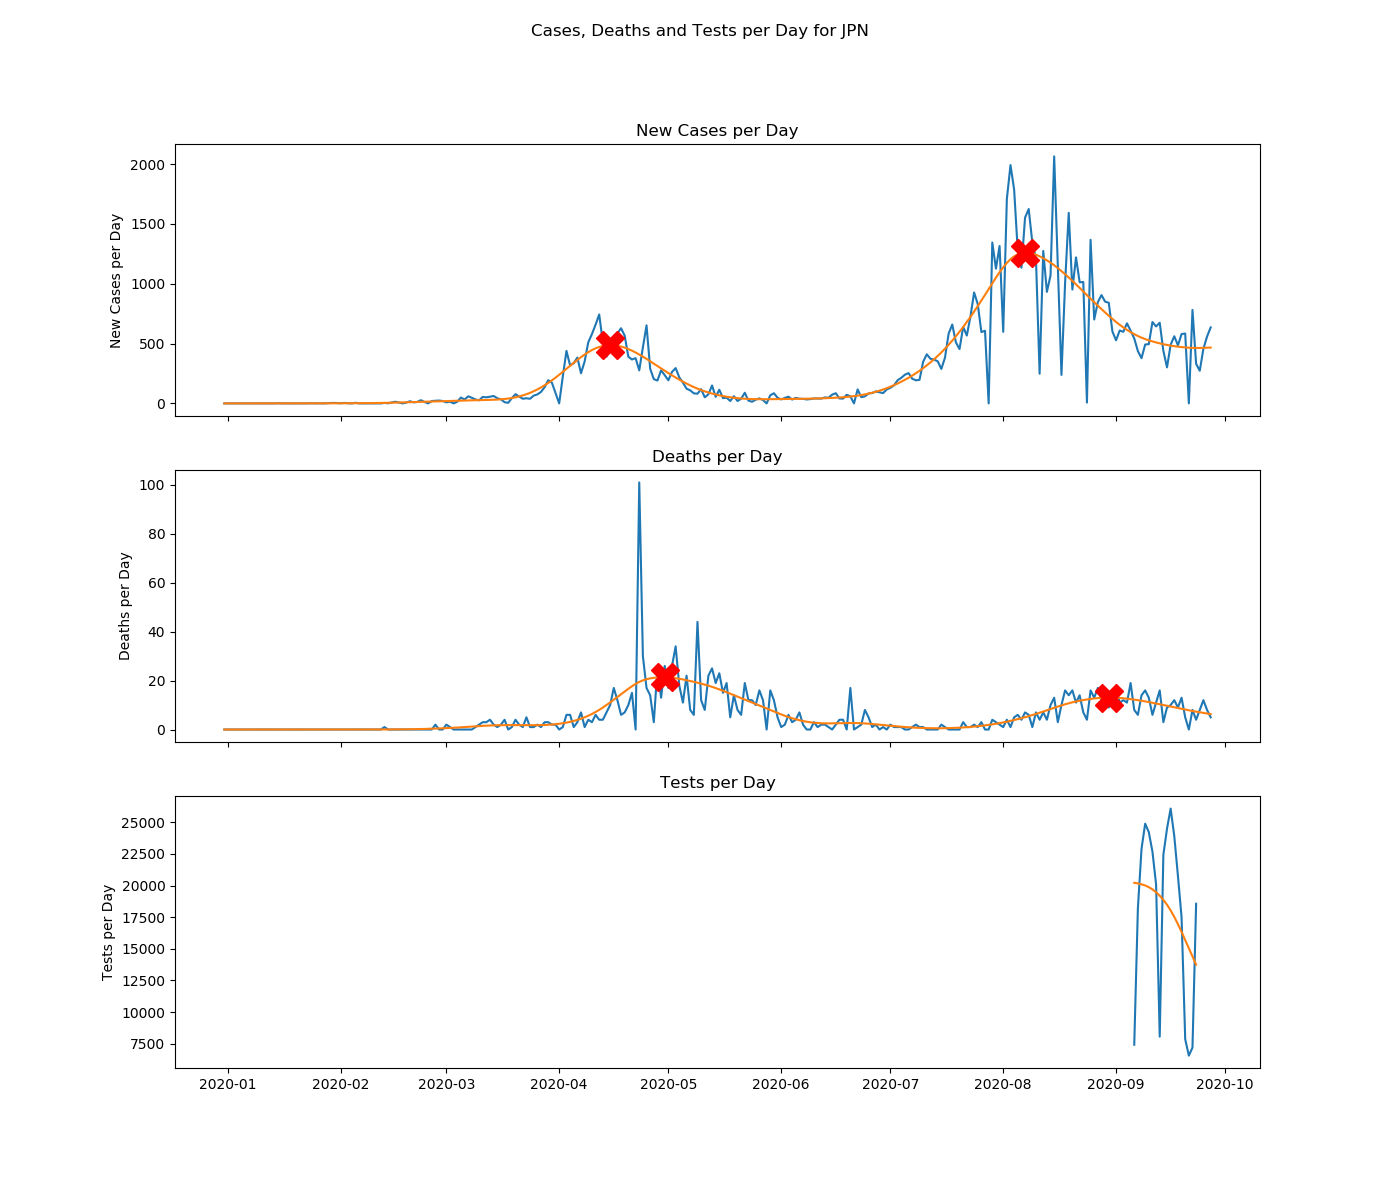 Cases, Deaths and Tests per Day for JPN
New Cases per Day
New Cases per Day
2000
1500
1000
500
0
Deaths per Day
Deaths per Day
100
80
60
40
20
0
Tests per Day
Tests per Day
25000
22500
20000
17500
15000
12500
10000
7500
2020-01 2020-02 2020-03 2020-04 2020-05 2020-06 2020-07 2020-08 2020-09 2020-10